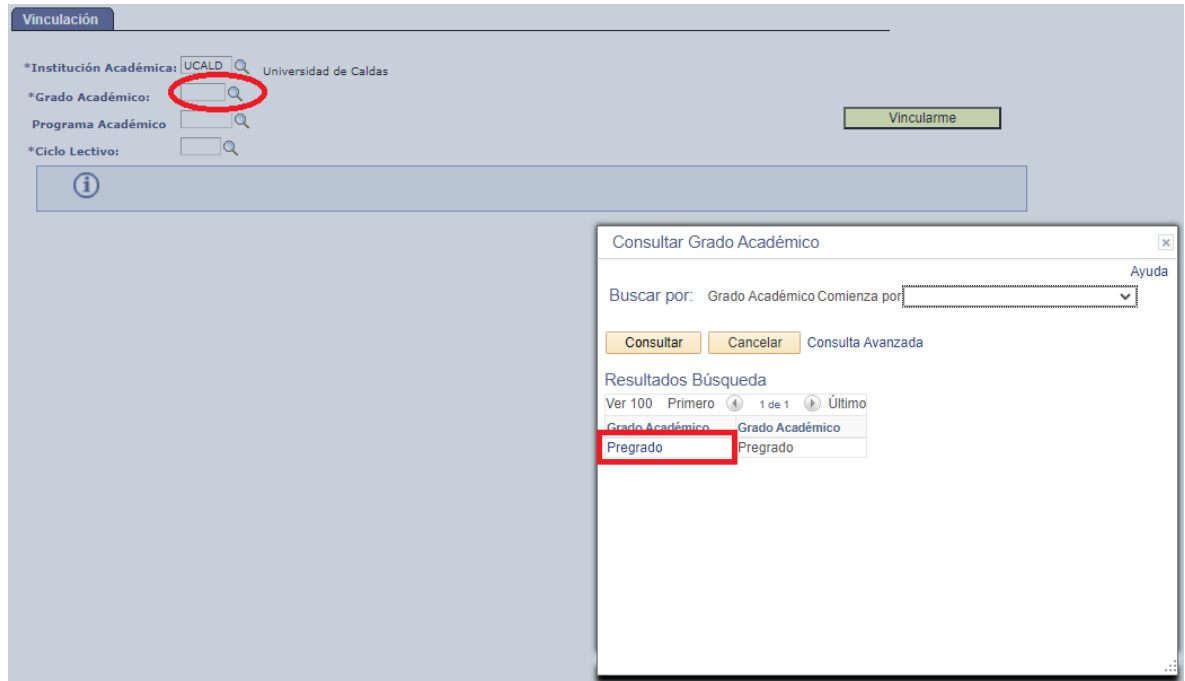 Vinculación
*Institución Académica: UCALD Universidad de Caldas
*Grado Académico:
Programa Académico
Vincularme
*Ciclo Lectivo:
Consultar Grado Académico
Ayuda
Buscar por: Grado Académico Comienza por
Consultar Cancelar Consulta Avanzada
Resultados Búsqueda
Ver 100 Primero 1 de 1 Último
Grado Académico Grado Académico
Pregrado Pregrado